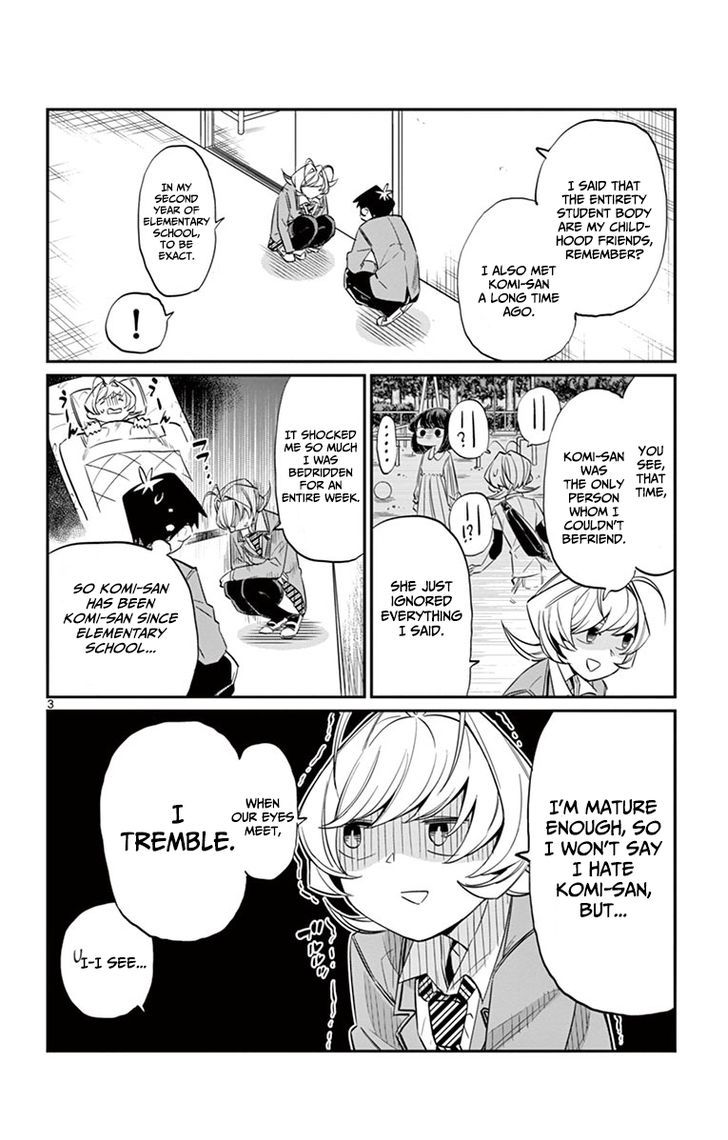 I SAID THAT
THE ENTIRETY
STUDENT BODY
ARE MY CHILD-
HOOD FRIENDS,
REMEMBER?
I ALSO MET
KOMI-SAN
A LONG TIME
AGO.
IN MY
SECOND
YEAR OF
ELEMENTARY
SCHOOL,
TO BE
EXACT.
!
YOU
SEE,
THAT
TIME,
KOMI-SAN
WAS
THE ONLY
PERSON
WHOM I
COULDN'T
BEFRIEND.
!!
!?
!!
!?
......
SHE JUST
IGNORED
EVERYTHING
I SAID.
IT SHOCKED
ME SO MUCH
I WAS
BEDRIDDEN
FOR AN
ENTIRE WEEK.
SO KOMI-SAN
HAS BEEN
KOMI-SAN SINCE
ELEMENTARY
SCHOOL...
3
I'M MATURE
ENOUGH, SO
I WON'T SAY
I HATE
KOMI-SAN,
BUT...
WHEN
OUR EYES
MEET,
I
TREMBLE.
I-I SEE...